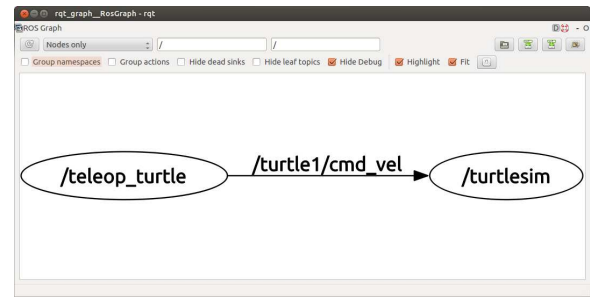 rqt_graph__RosGraph - rqt
ROS Graph
D - O
Nodes only / /
Group namespaces Group actions Hide dead sinks Hide leaf topics Hide Debug Highlight Fit
/teleop_turtle /turtle1/cmd_vel /turtlesim